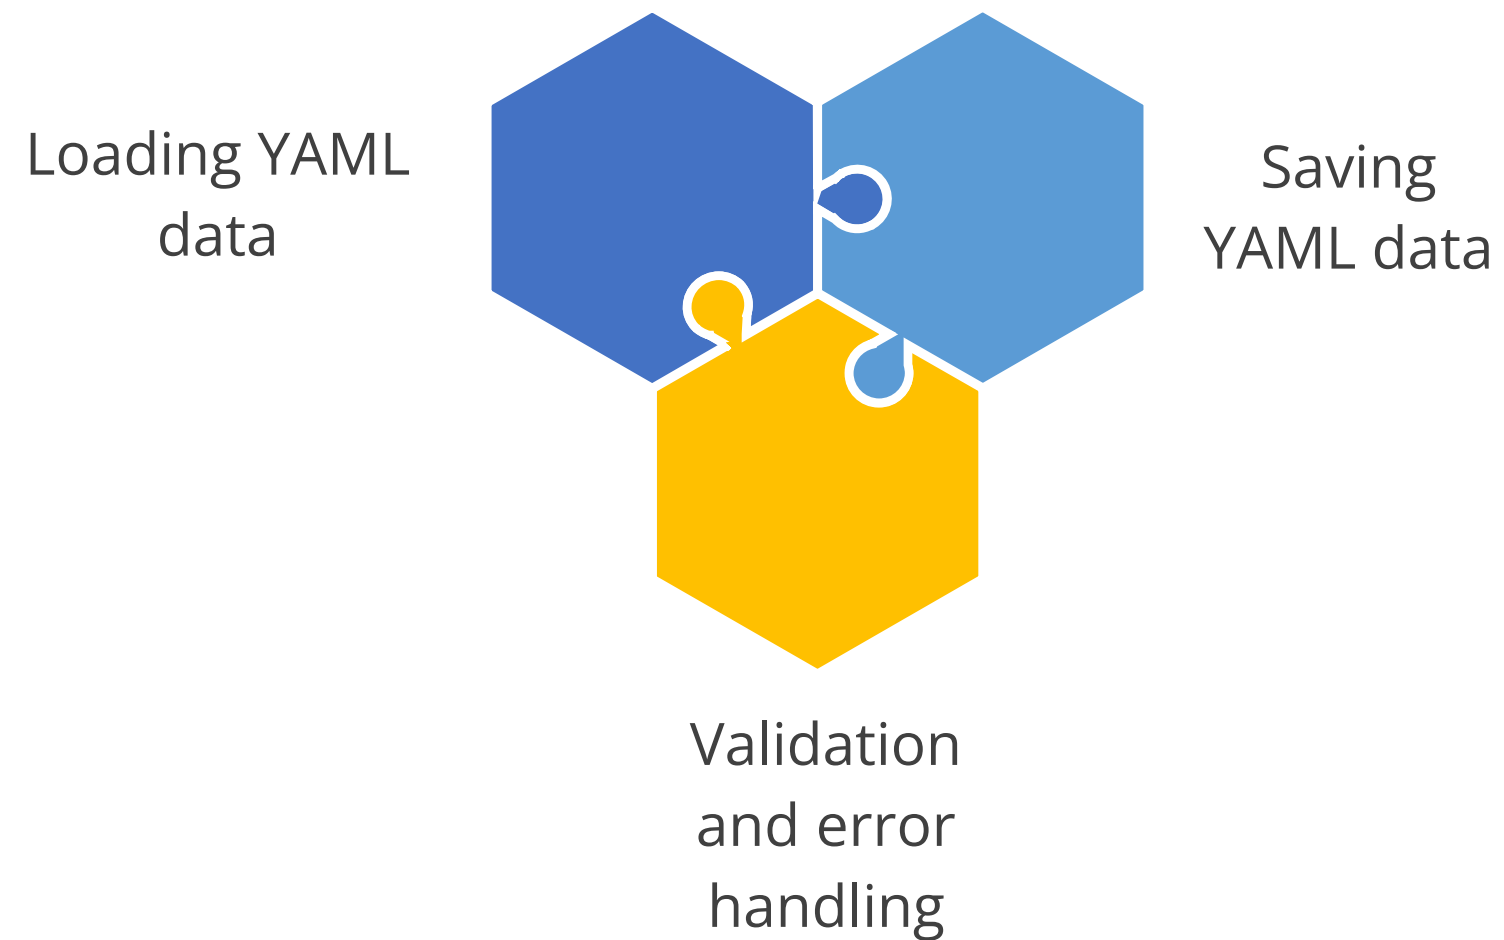 Loading YAML
data
Saving
YAML data
Validation
and error
handling